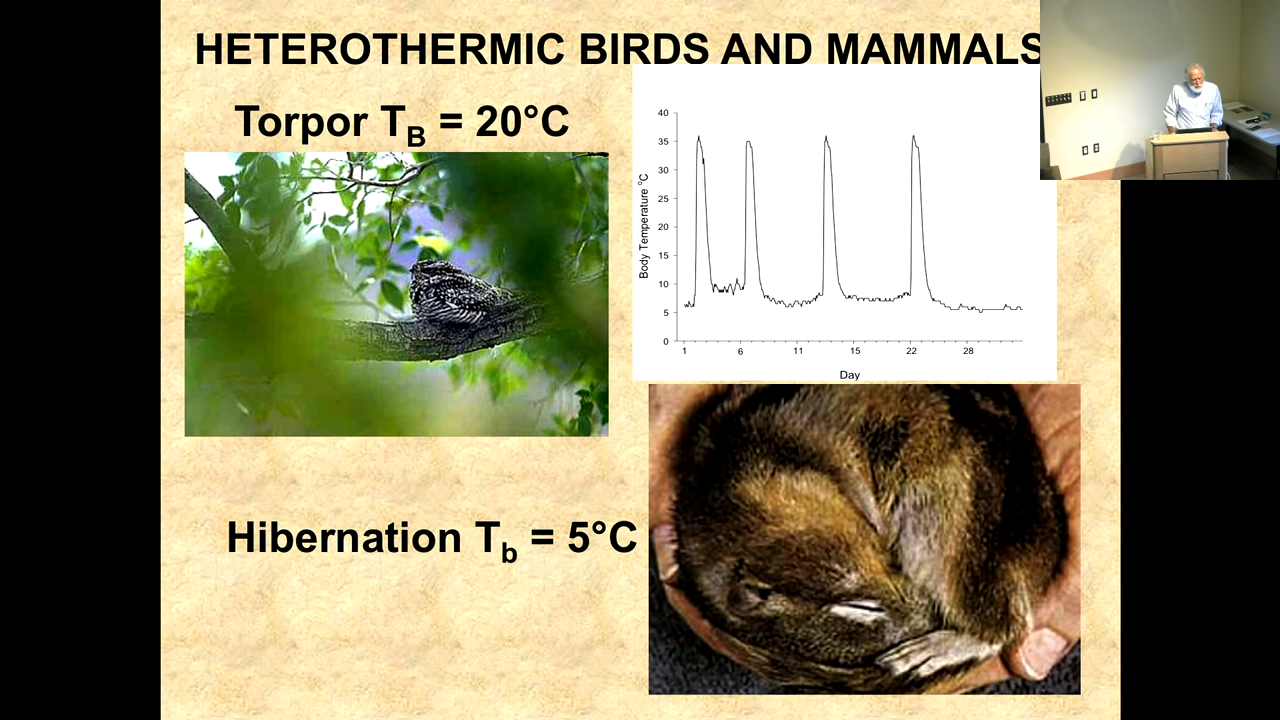 HETEROTHERMIC BIRDS AND MAMMALS
Torpor T_B = 20°C
40
35
30
25
20
15
10
5
0
Body Temperature °C
1 6 11 15 22 28
Day
Hibernation T_b = 5°C